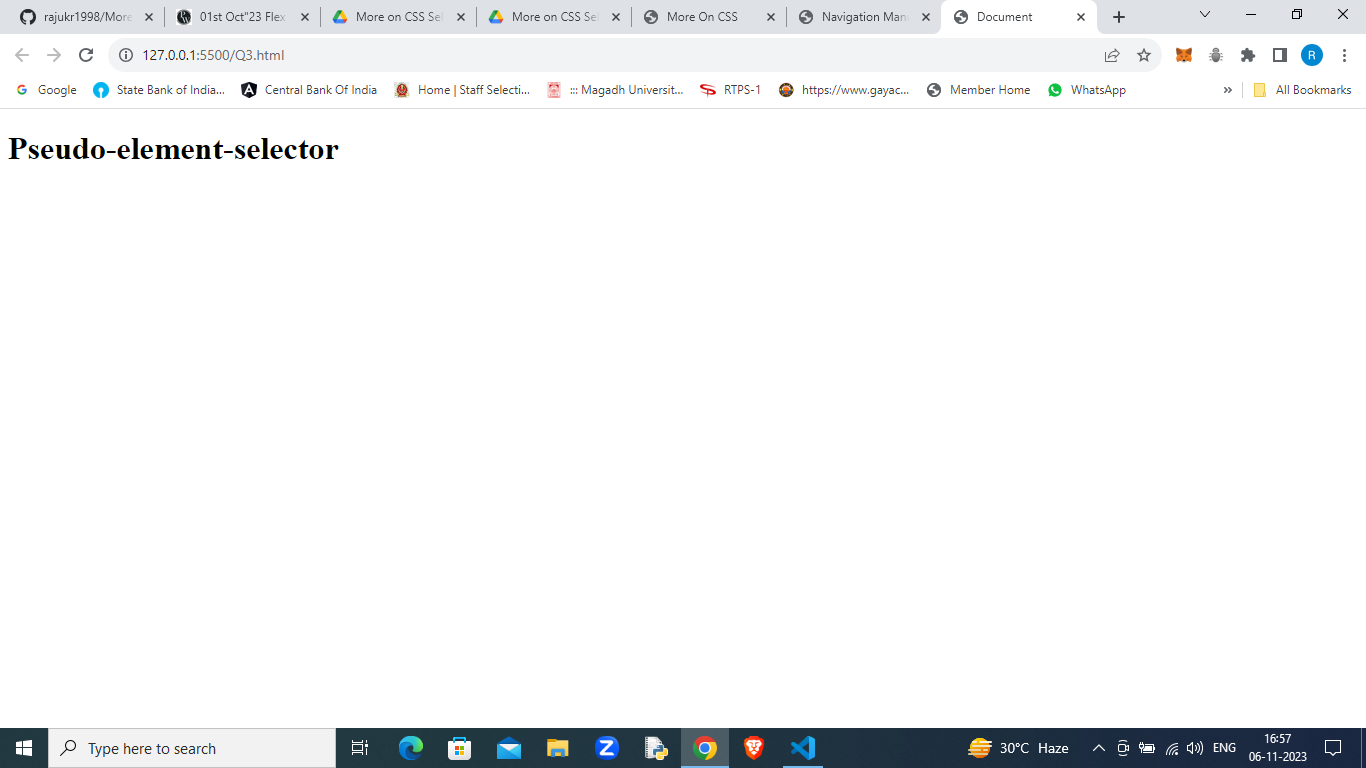 rajukr1998/More
01st Oct"23 Flex
More on CSS Sel
More on CSS Sel
More On CSS
Navigation Man
Document
127.0.0.1:5500/Q3.html
R
Google
State Bank of India...
Central Bank Of India
Home | Staff Selecti...
::: Magadh Universit...
RTPS-1
https://www.gayac...
Member Home
WhatsApp
»
All Bookmarks
Pseudo-element-selector
Type here to search
30°C Haze
ENG
16:57
06-11-2023